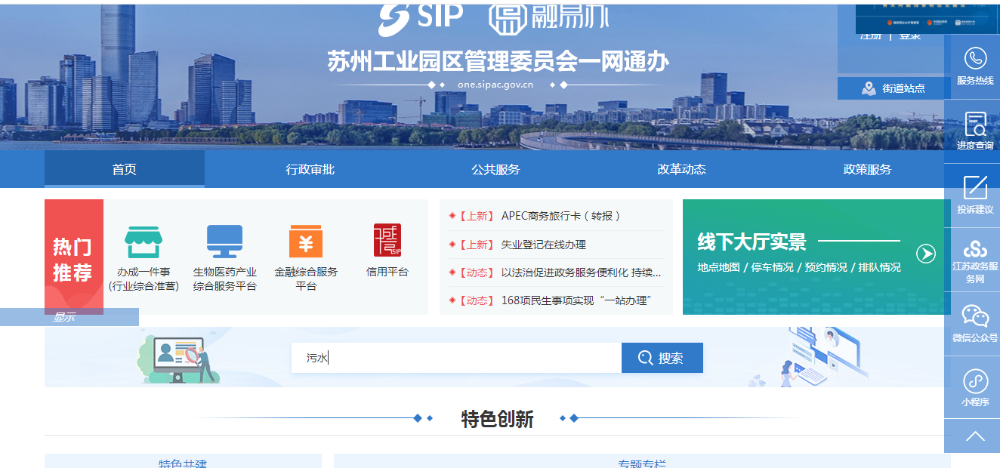 SIP 融易办
注册 | 登录
苏州工业园区管理委员会一网通办
one.sipac.gov.cn
街道站点
服务热线
进度查询
投诉建议
江苏政务服务网
微信公众号
小程序
首页 行政审批 公共服务 改革动态 政策服务
热门
推荐
办成一件事
(行业综合准营)
生物医药产业
综合服务平台
金融综合服务
平台
信用平台
【上新】 APEC商务旅行卡（转报）
【上新】 失业登记在线办理
【动态】 以法治促进政务服务便利化 持续...
【动态】 168项民生事项实现“一站办理”
线下大厅实景
地点地图 / 停车情况 / 预约情况 / 排队情况
显示
污水
搜索
特色创新
特色共建 专题专栏